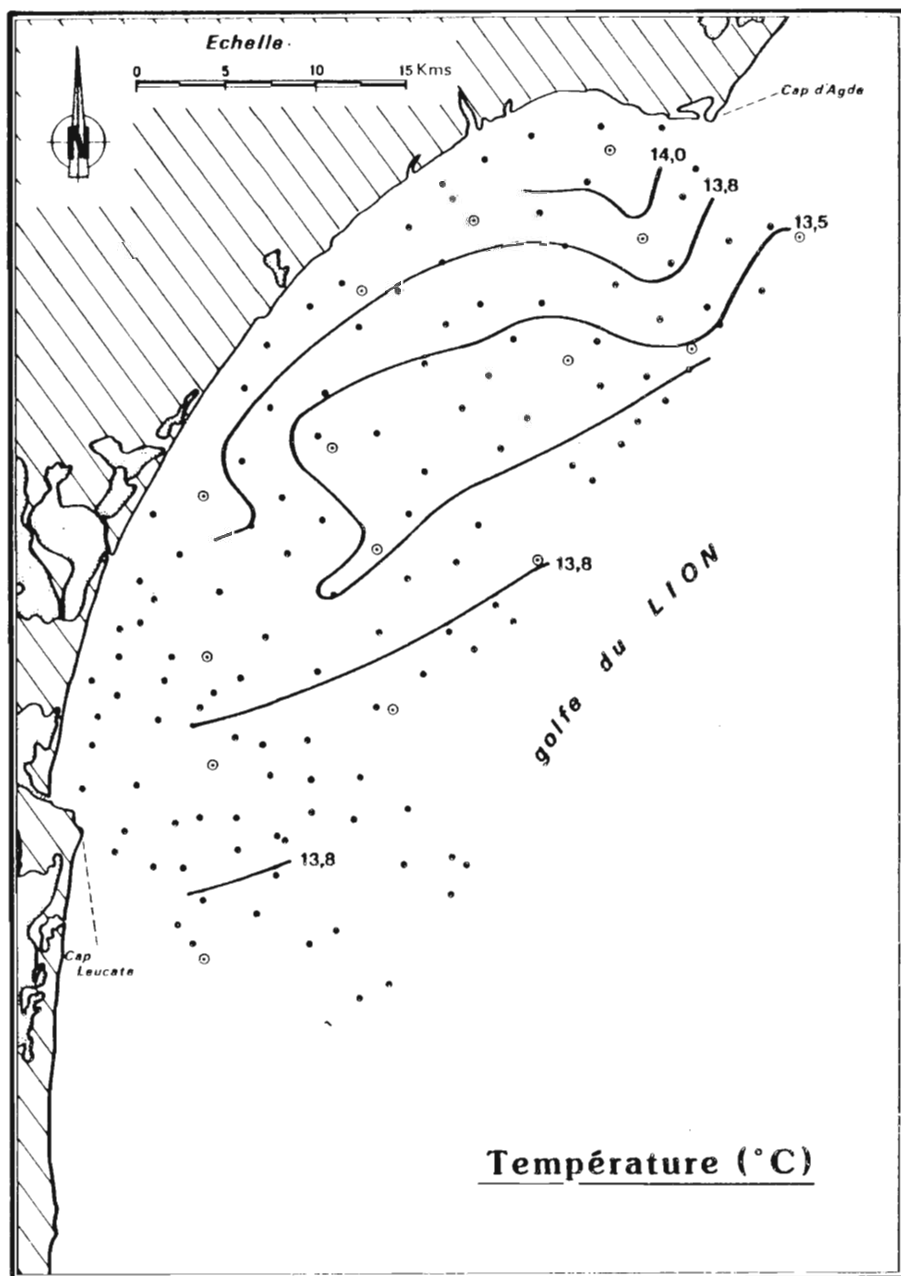 Echelle.
0 5 10 15 Kms
N
Cap d'Agde
14,0
13,8
13,5
13,8
golfe du LION
13,8
Cap
Leucate
Température (°C)